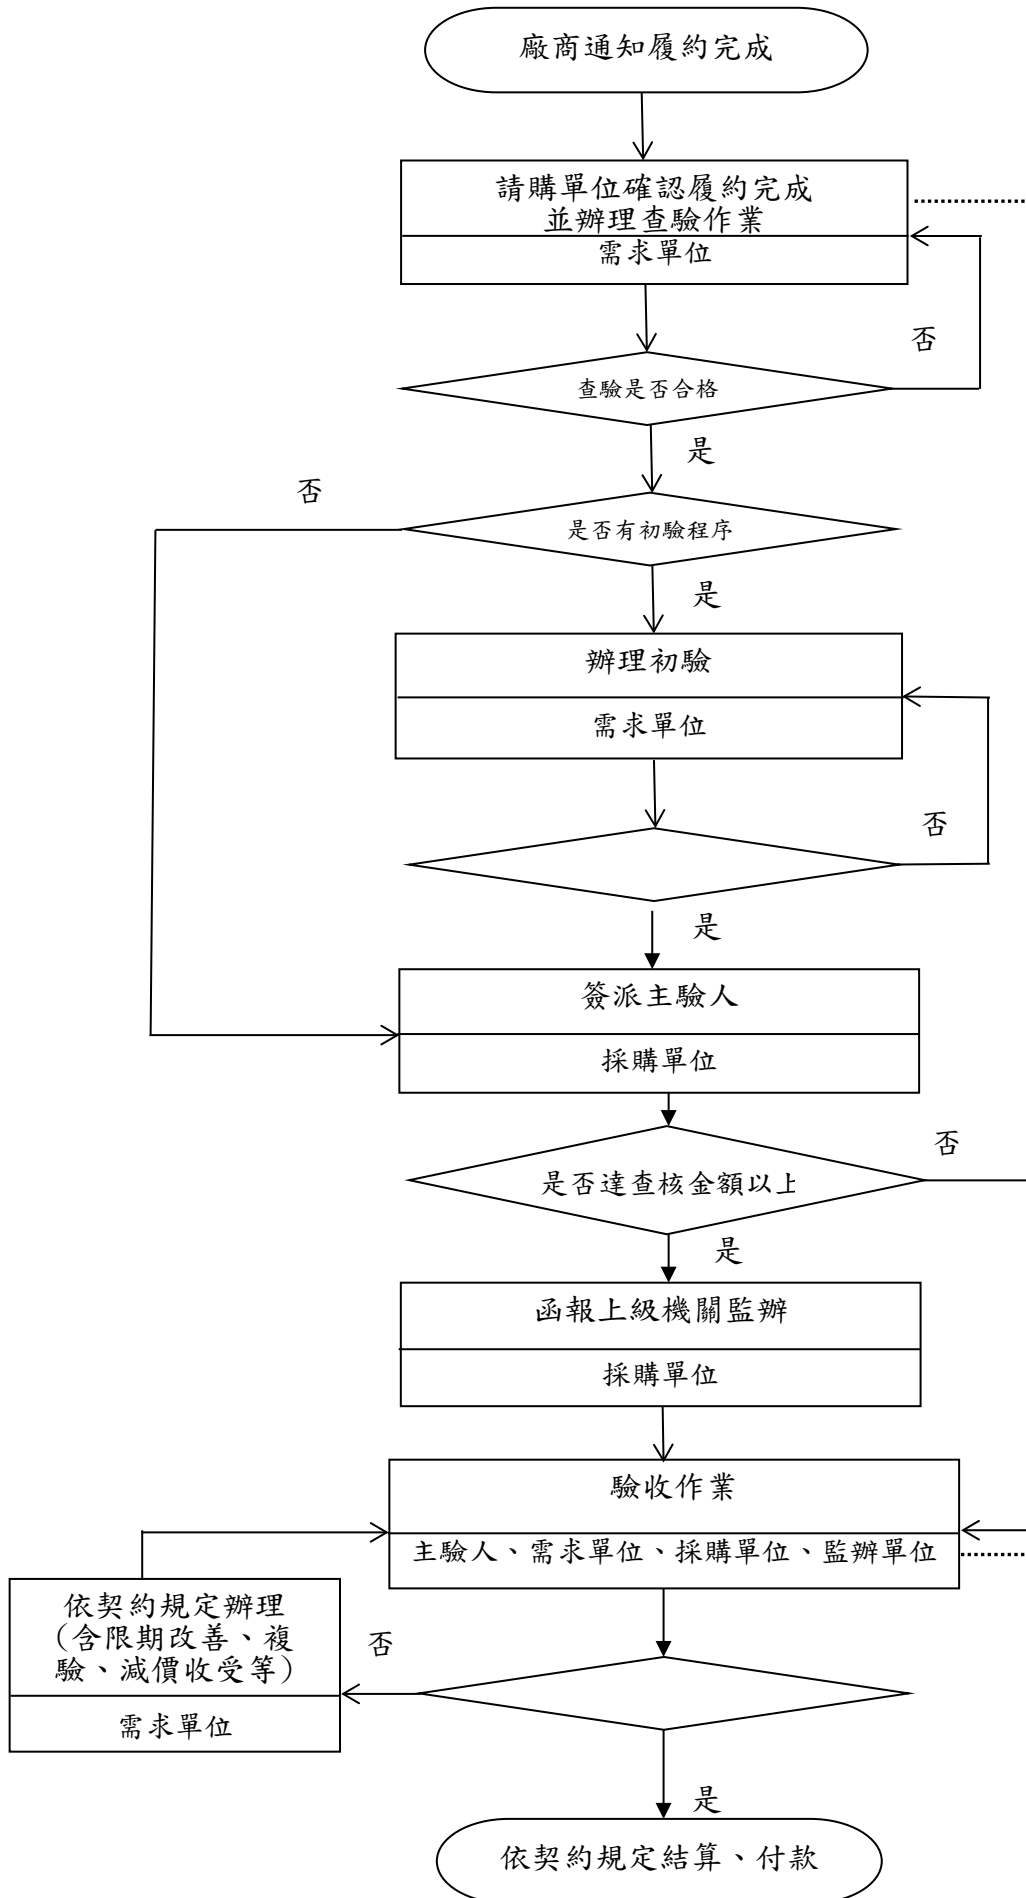 廠商通知履約完成
請購單位確認履約完成
並辦理查驗作業
需求單位
否
查驗是否合格
是
否
是否有初驗程序
是
辦理初驗
需求單位
否
是
簽派主驗人
採購單位
否
是否達查核金額以上
是
函報上級機關監辦
採購單位
驗收作業
主驗人、需求單位、採購單位、監辦單位
依契約規定辦理
(含限期改善、複
驗、減價收受等)
否
需求單位
是
依契約規定結算、付款